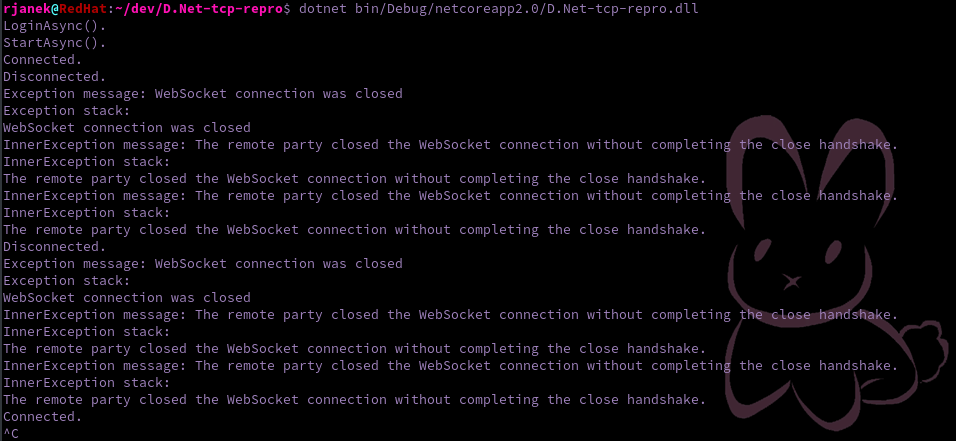 rjanek@RedHat:~/dev/D.Net-tcp-repro$ dotnet bin/Debug/netcoreapp2.0/D.Net-tcp-repro.dll
LoginAsync().
StartAsync().
Connected.
Disconnected.
Exception message: WebSocket connection was closed
Exception stack:
WebSocket connection was closed
InnerException message: The remote party closed the WebSocket connection without completing the close handshake.
InnerException stack:
The remote party closed the WebSocket connection without completing the close handshake.
InnerException message: The remote party closed the WebSocket connection without completing the close handshake.
InnerException stack:
The remote party closed the WebSocket connection without completing the close handshake.
Disconnected.
Exception message: WebSocket connection was closed
Exception stack:
WebSocket connection was closed
InnerException message: The remote party closed the WebSocket connection without completing the close handshake.
InnerException stack:
The remote party closed the WebSocket connection without completing the close handshake.
InnerException message: The remote party closed the WebSocket connection without completing the close handshake.
InnerException stack:
The remote party closed the WebSocket connection without completing the close handshake.
Connected.
^C